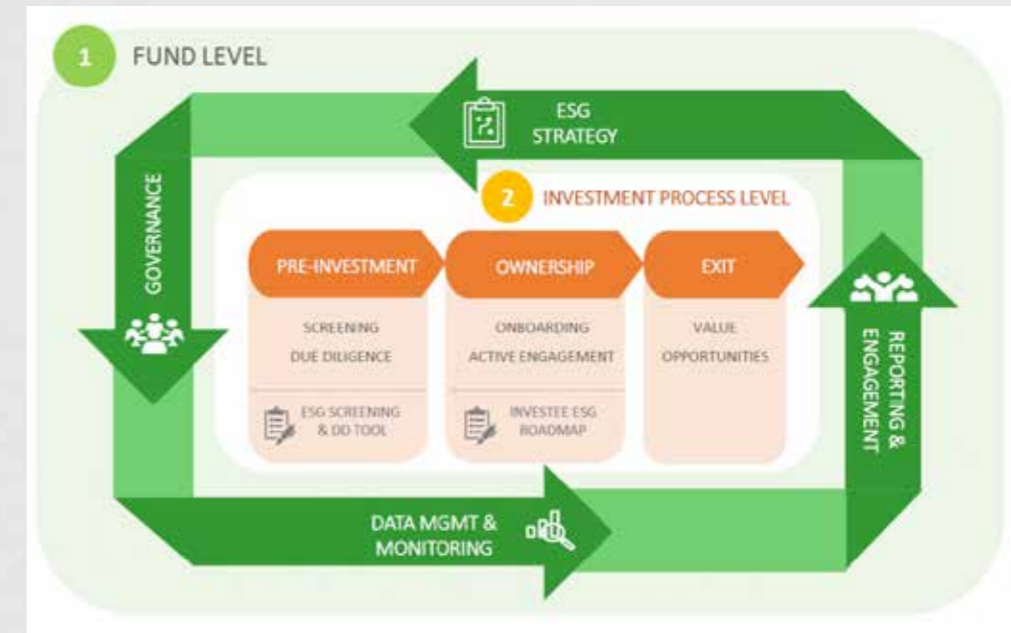 1
FUND LEVEL
ESG
STRATEGY
GOVERNANCE
2
INVESTMENT PROCESS LEVEL
PRE-INVESTMENT
OWNERSHIP
EXIT
SCREENING
DUE DILIGENCE
ONBOARDING
ACTIVE ENGAGEMENT
VALUE
OPPORTUNITIES
ESG SCREENING
& DD TOOL
INVESTEE ESG
ROADMAP
REPORTING &
ENGAGEMENT
DATA MGMT &
MONITORING